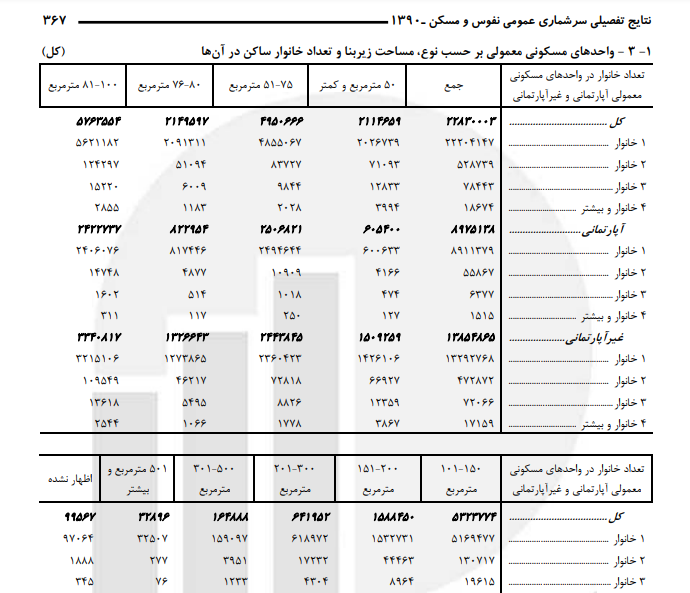 نتایج تفصیلی سرشماری عمومی نفوس و مسکن ـ ۱۳۹۰ ۳۶۷
۱- ۳ - واحدهای مسکونی معمولی بر حسب نوع، مساحت زیربنا و تعداد خانوار ساکن در آن‌ها (کل)
تعداد خانوار در واحدهای مسکونی معمولی آپارتمانی و غیرآپارتمانی جمع ۵۰ مترمربع و کمتر ۵۱-۷۵ مترمربع ۷۶-۸۰ مترمربع ۸۱-۱۰۰ مترمربع
کل ۲۲۸۳۰۰۰۳ ۲۱۱۴۶۵۹ ۴۹۵۰۶۶۶ ۲۱۴۹۵۹۷ ۵۷۶۳۵۵۴
۱ خانوار ۲۲۲۰۴۱۴۷ ۲۰۲۶۷۳۹ ۴۸۵۵۰۶۷ ۲۰۹۱۳۱۱ ۵۶۲۱۱۸۲
۲ خانوار ۵۲۸۷۳۹ ۷۱۰۹۳ ۸۳۷۲۷ ۵۱۰۹۴ ۱۲۴۲۹۷
۳ خانوار ۷۸۴۴۳ ۱۲۸۳۳ ۹۸۴۴ ۶۰۰۹ ۱۵۲۲۰
۴ خانوار و بیشتر ۱۸۶۷۴ ۳۹۹۴ ۲۰۲۸ ۱۱۸۳ ۲۸۵۵
آپارتمانی ۸۹۷۵۱۳۸ ۶۰۵۴۰۰ ۲۵۰۶۸۲۱ ۸۲۲۹۵۴ ۲۴۲۲۷۳۷
۱ خانوار ۸۹۱۱۳۷۹ ۶۰۰۶۳۳ ۲۴۹۴۶۴۴ ۸۱۷۴۴۶ ۲۴۰۶۰۷۶
۲ خانوار ۵۵۸۶۷ ۴۱۶۶ ۱۰۹۰۹ ۴۸۷۷ ۱۴۷۴۸
۳ خانوار ۶۳۷۷ ۴۷۴ ۱۰۱۸ ۵۱۴ ۱۶۰۲
۴ خانوار و بیشتر ۱۵۱۵ ۱۲۷ ۲۵۰ ۱۱۷ ۳۱۱
غیرآپارتمانی ۱۳۸۵۴۸۶۵ ۱۵۰۹۲۵۹ ۲۴۴۳۸۴۵ ۱۳۲۶۶۴۳ ۳۳۴۰۸۱۷
۱ خانوار ۱۳۲۹۲۷۶۸ ۱۴۲۶۱۰۶ ۲۳۶۰۴۲۳ ۱۲۷۳۸۶۵ ۳۲۱۵۱۰۶
۲ خانوار ۴۷۲۸۷۲ ۶۶۹۲۷ ۷۲۸۱۸ ۴۶۲۱۷ ۱۰۹۵۴۹
۳ خانوار ۷۲۰۶۶ ۱۲۳۵۹ ۸۸۲۶ ۵۴۹۵ ۱۳۶۱۸
۴ خانوار و بیشتر ۱۷۱۵۹ ۳۸۶۷ ۱۷۷۸ ۱۰۶۶ ۲۵۴۴
تعداد خانوار در واحدهای مسکونی معمولی آپارتمانی و غیرآپارتمانی ۱۰۱-۱۵۰ مترمربع ۱۵۱-۲۰۰ مترمربع ۲۰۱-۳۰۰ مترمربع ۳۰۱-۵۰۰ مترمربع ۵۰۱ مترمربع و بیشتر اظهار نشده
کل ۵۳۲۳۷۷۴ ۱۵۸۸۴۵۰ ۶۴۱۹۵۲ ۱۶۴۸۸۸ ۳۲۸۹۶ ۹۹۵۶۷
۱ خانوار ۵۱۶۹۴۷۷ ۱۵۳۲۷۳۱ ۶۱۸۹۷۲ ۱۵۹۰۹۷ ۳۲۵۰۷ ۹۷۰۶۴
۲ خانوار ۱۳۰۷۱۷ ۴۴۴۶۳ ۱۷۲۳۲ ۳۹۵۱ ۲۷۷ ۱۸۸۸
۳ خانوار ۱۹۶۱۵ ۸۹۶۴ ۴۳۰۴ ۱۲۳۳ ۷۶ ۳۴۵